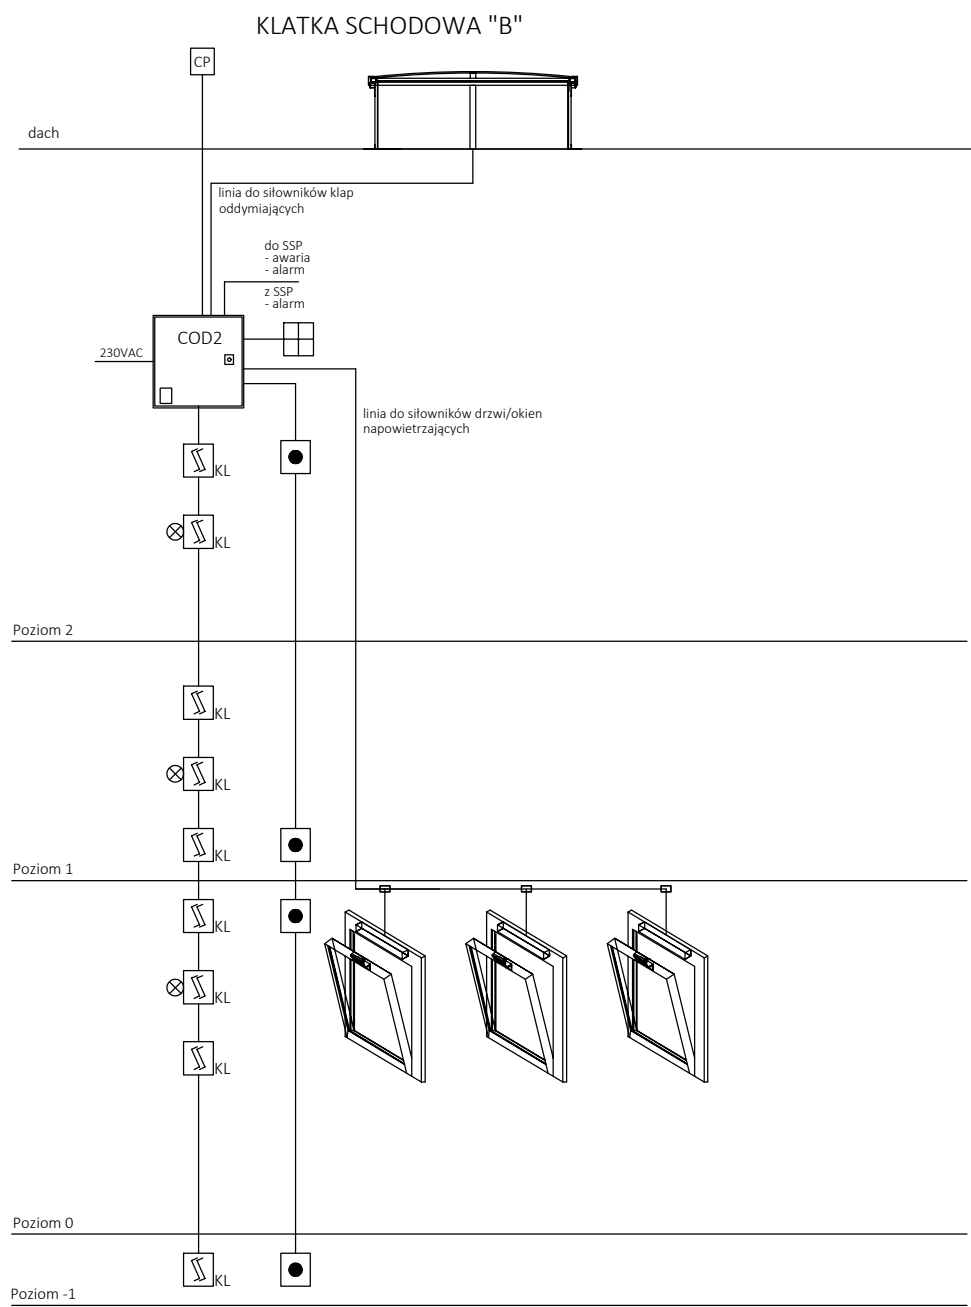 KLATKA SCHODOWA "B"
CP
dach
linia do siłowników klap
oddymiających
do SSP
- awaria
- alarm
z SSP
- alarm
COD2
230VAC
linia do siłowników drzwi/okien
napowietrzających
KL
KL
Poziom 2
KL
KL
KL
Poziom 1
KL
KL
KL
Poziom 0
KL
Poziom -1